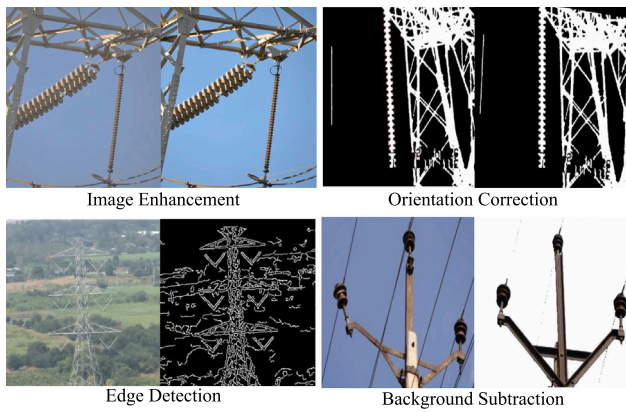 Image Enhancement
Orientation Correction
Edge Detection
Background Subtraction